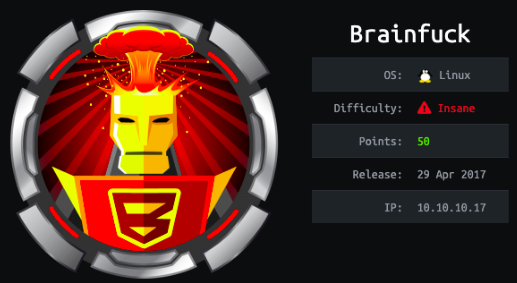 Brainfuck
OS: Linux
Difficulty: Insane
Points: 50
Release: 29 Apr 2017
IP: 10.10.10.17